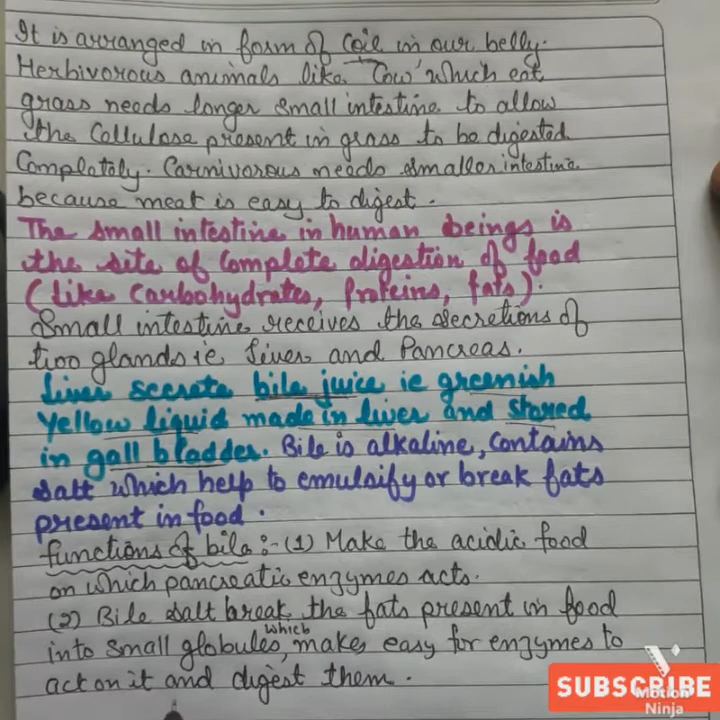 It is arranged in form of Coil in our belly.
Herbivorous animals like 'Cow' which eat
grass needs longer small intestine to allow
the Cellulose present in grass to be digested
Completely. Carnivorous needs smaller intestine
because meat is easy to digest.
The small intestine in human beings is
the site of Complete digestion of food
(like Carbohydrates, Proteins, fats).
Small intestine receives the secretions of
two glands ie liver and Pancreas.
Liver secrete bile juice ie greenish
Yellow liquid made in liver and stored
in gall bladder. Bile is alkaline, Contains
salt which help to emulsify or break fats
present in food.
functions of bile :- (1) Make the acidic food
on which pancreatic enzymes acts.
(2) Bile salt break the fats present in food
into small globules, which makes easy for enzymes to
act on it and digest them.
SUBSCRIBE
Motion
Ninja